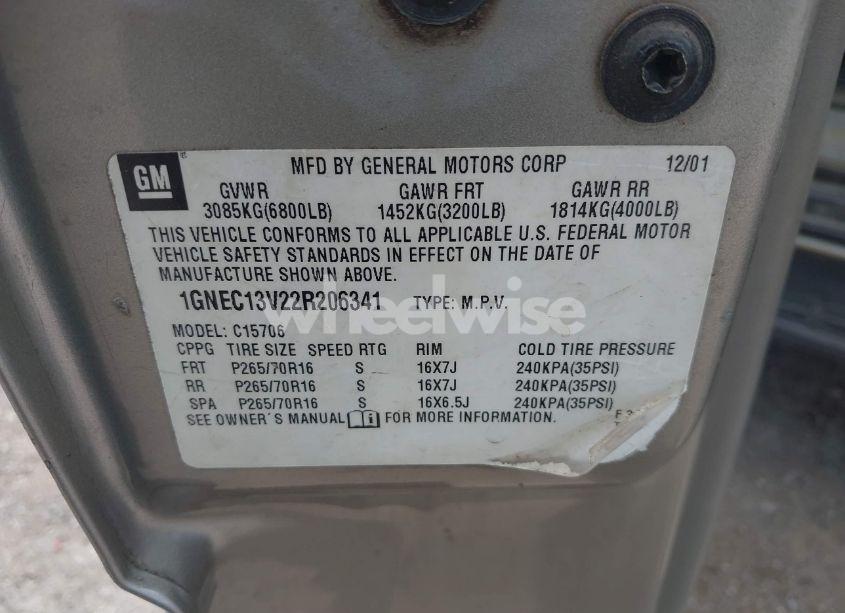 GM MFD BY GENERAL MOTORS CORP 12/01
GVWR GAWR FRT GAWR RR
3085KG(6800LB) 1452KG(3200LB) 1814KG(4000LB)
THIS VEHICLE CONFORMS TO ALL APPLICABLE U.S. FEDERAL MOTOR
VEHICLE SAFETY STANDARDS IN EFFECT ON THE DATE OF
MANUFACTURE SHOWN ABOVE.
1GNEC13V22R206341 TYPE: M.P.V.
wheelwise
MODEL: C15706
CPPG TIRE SIZE SPEED RTG RIM COLD TIRE PRESSURE
FRT P265/70R16 S 16X7J 240KPA(35PSI)
RR P265/70R16 S 16X7J 240KPA(35PSI)
SPA P265/70R16 S 16X6.5J 240KPA(35PSI)
SEE OWNER'S MANUAL FOR MORE INFORMATION.